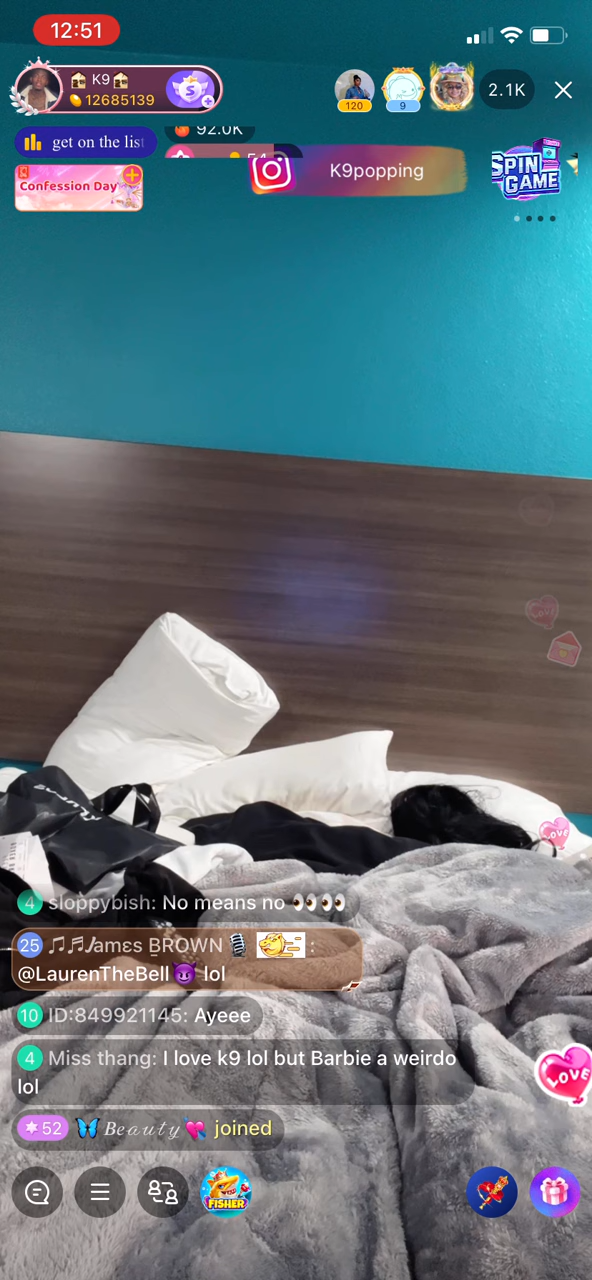 12:51
K9
12685139
120
9
2.1K
get on the list
92.0K
54
Confession Day
K9popping
SPIN
GAME
LOVE
4 sloppybish: No means no 👀👀
25 🎵🎵James BROWN 🎙 :
@LaurenTheBell😈 lol
10 ID:849921145: Ayeee
4 Miss thang: I love k9 lol but Barbie a weirdo
lol
LOVE
52 🦋 Beauty 💘 joined
FISHER